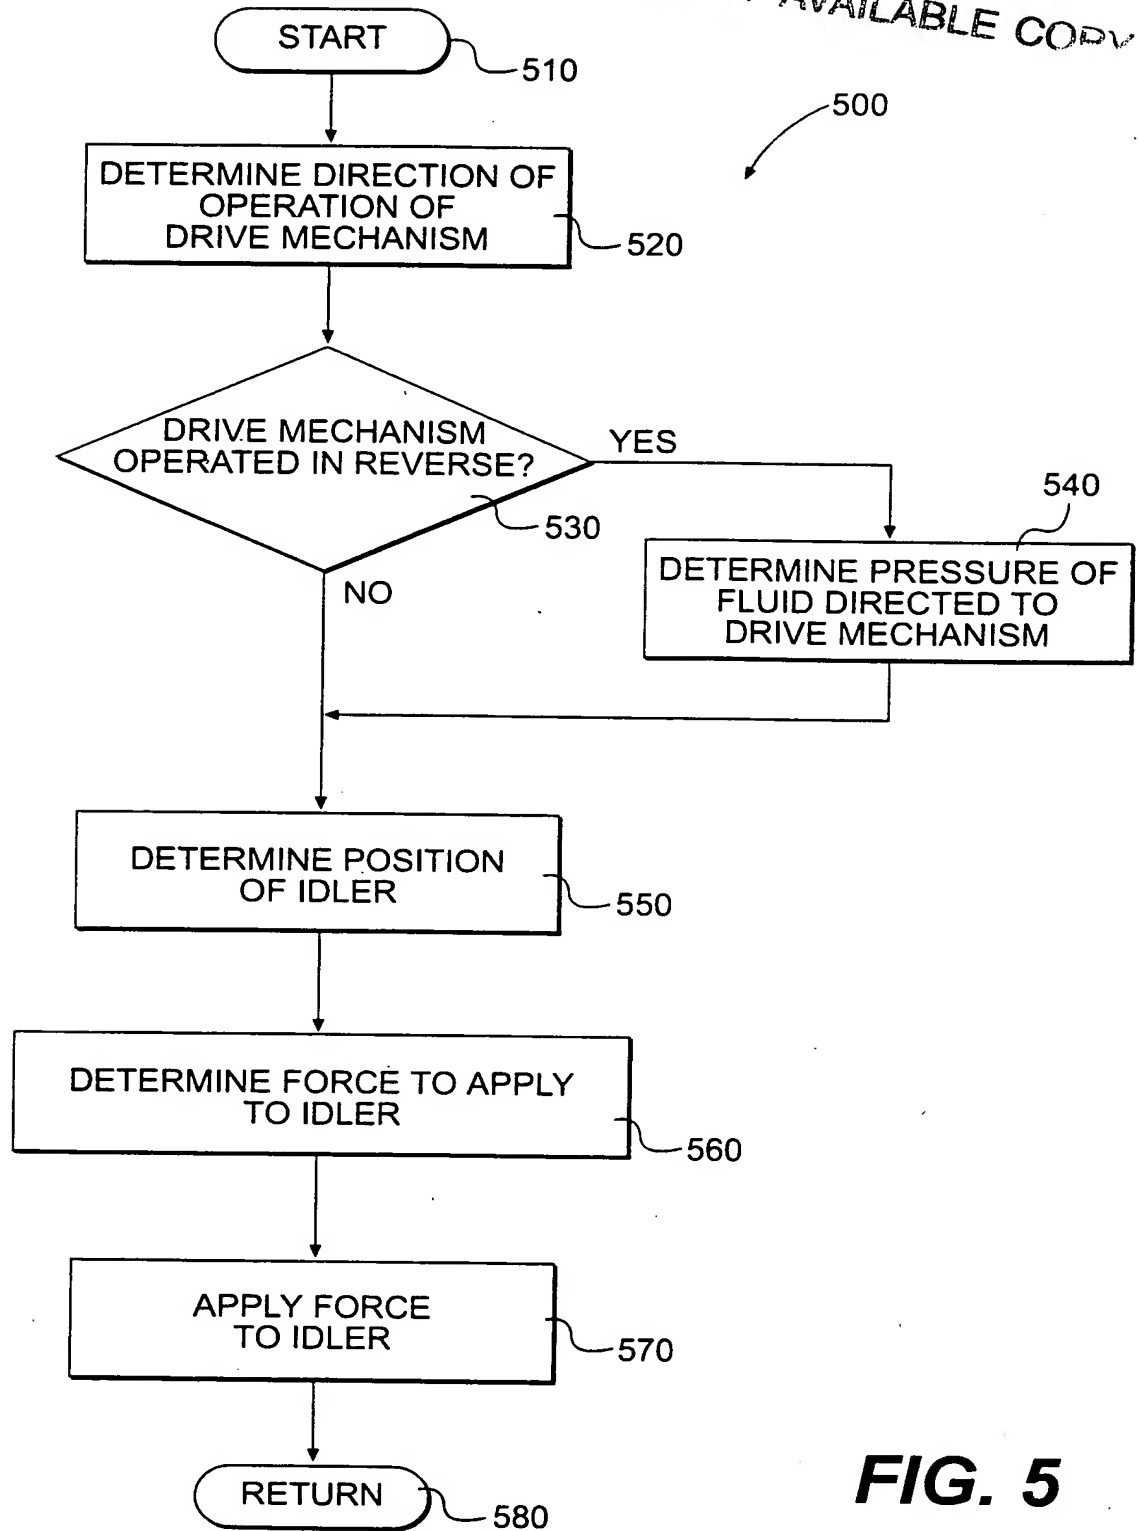 AVAILABLE COPY
START
510
500
DETERMINE DIRECTION OF
OPERATION OF
DRIVE MECHANISM
520
DRIVE MECHANISM
OPERATED IN REVERSE?
YES
530
540
NO
DETERMINE PRESSURE OF
FLUID DIRECTED TO
DRIVE MECHANISM
DETERMINE POSITION
OF IDLER
550
DETERMINE FORCE TO APPLY
TO IDLER
560
APPLY FORCE
TO IDLER
570
RETURN
580
FIG. 5